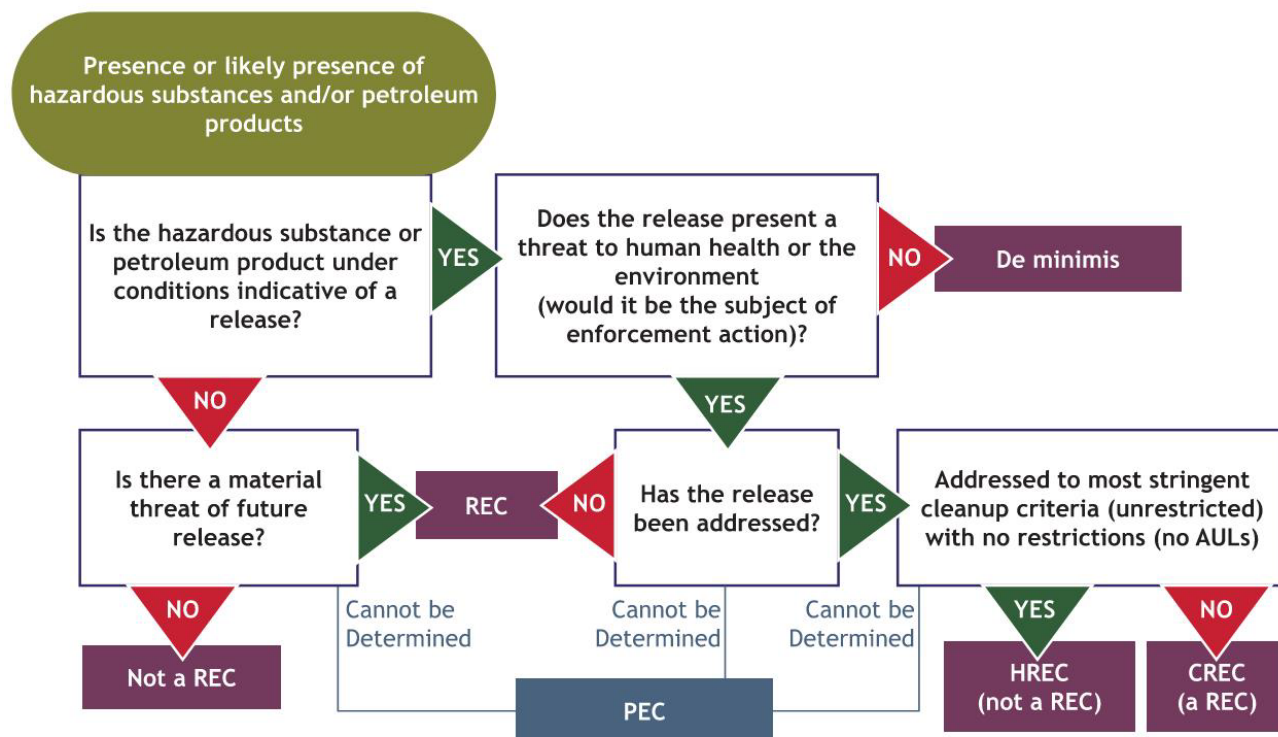 Presence or likely presence of
hazardous substances and/or petroleum
products
Is the hazardous substance or
petroleum product under
conditions indicative of a
release?
YES
Does the release present a
threat to human health or the
environment
(would it be the subject of
enforcement action)?
NO
De minimis
NO
YES
Is there a material
threat of future
release?
YES
REC
NO
Has the release
been addressed?
YES
Addressed to most stringent
cleanup criteria (unrestricted)
with no restrictions (no AULs)
NO
Cannot be
Determined
Cannot be
Determined
Cannot be
Determined
YES
NO
Not a REC
PEC
HREC
(not a REC)
CREC
(a REC)